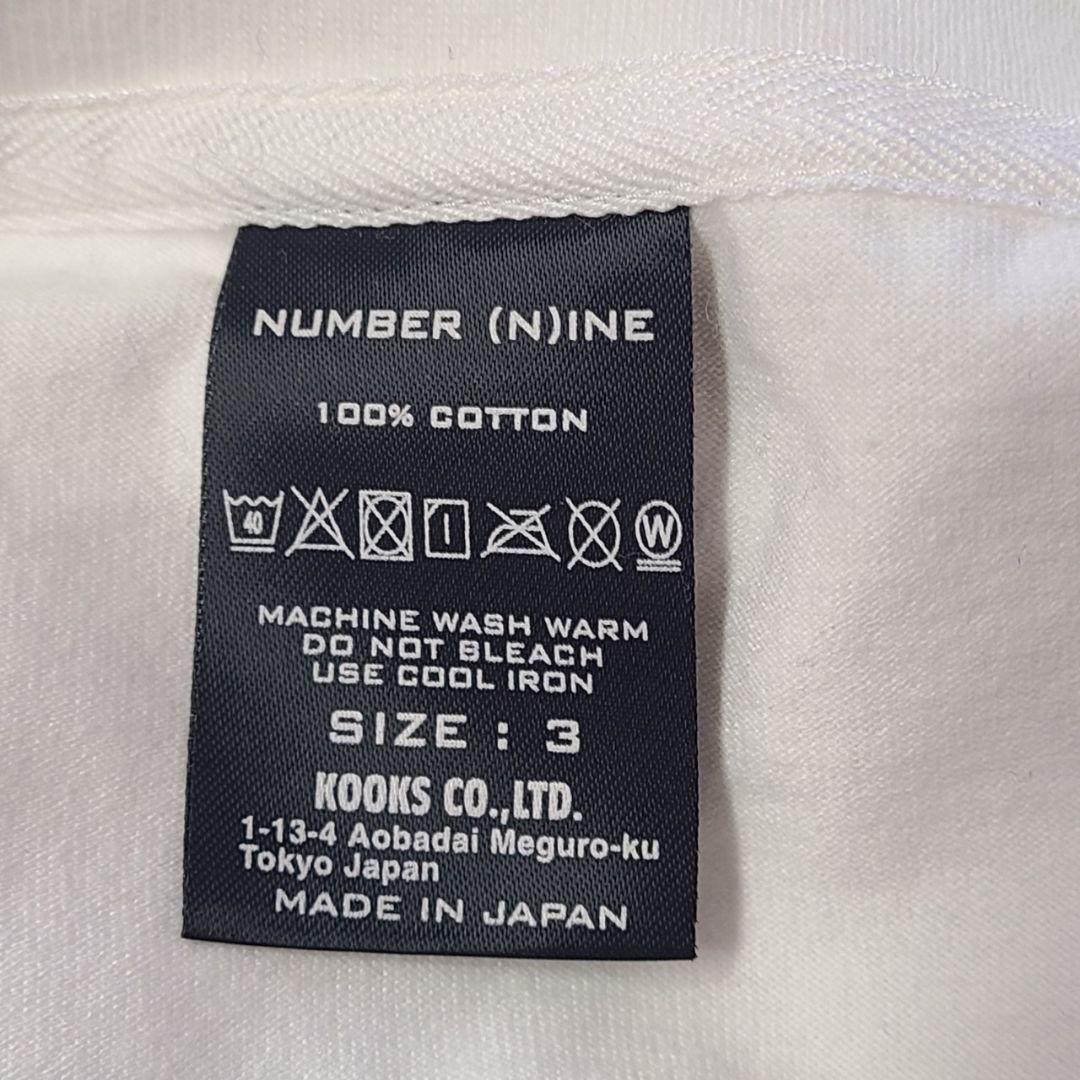 NUMBER (N)INE
100% COTTON
40
W
MACHINE WASH WARM
DO NOT BLEACH
USE COOL IRON
SIZE : 3
KOOKS CO.,LTD.
1-13-4 Aobadai Meguro-ku
Tokyo Japan
MADE IN JAPAN